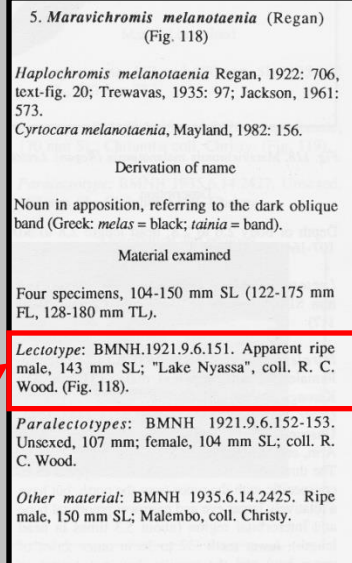 5. Maravichromis melanotaenia (Regan)
(Fig. 118)
Haplochromis melanotaenia Regan, 1922: 706,
text-fig. 20; Trewavas, 1935: 97; Jackson, 1961:
573.
Cyrtocara melanotaenia, Mayland, 1982: 156.
Derivation of name
Noun in apposition, referring to the dark oblique
band (Greek: melas = black; tainia = band).
Material examined
Four specimens, 104-150 mm SL (122-175 mm
FL, 128-180 mm TL).
Lectotype: BMNH.1921.9.6.151. Apparent ripe
male, 143 mm SL; "Lake Nyassa", coll. R. C.
Wood. (Fig. 118).
Paralectotypes: BMNH 1921.9.6.152-153.
Unsexed, 107 mm; female, 104 mm SL; coll. R.
C. Wood.
Other material: BMNH 1935.6.14.2425. Ripe
male, 150 mm SL; Malembo, coll. Christy.